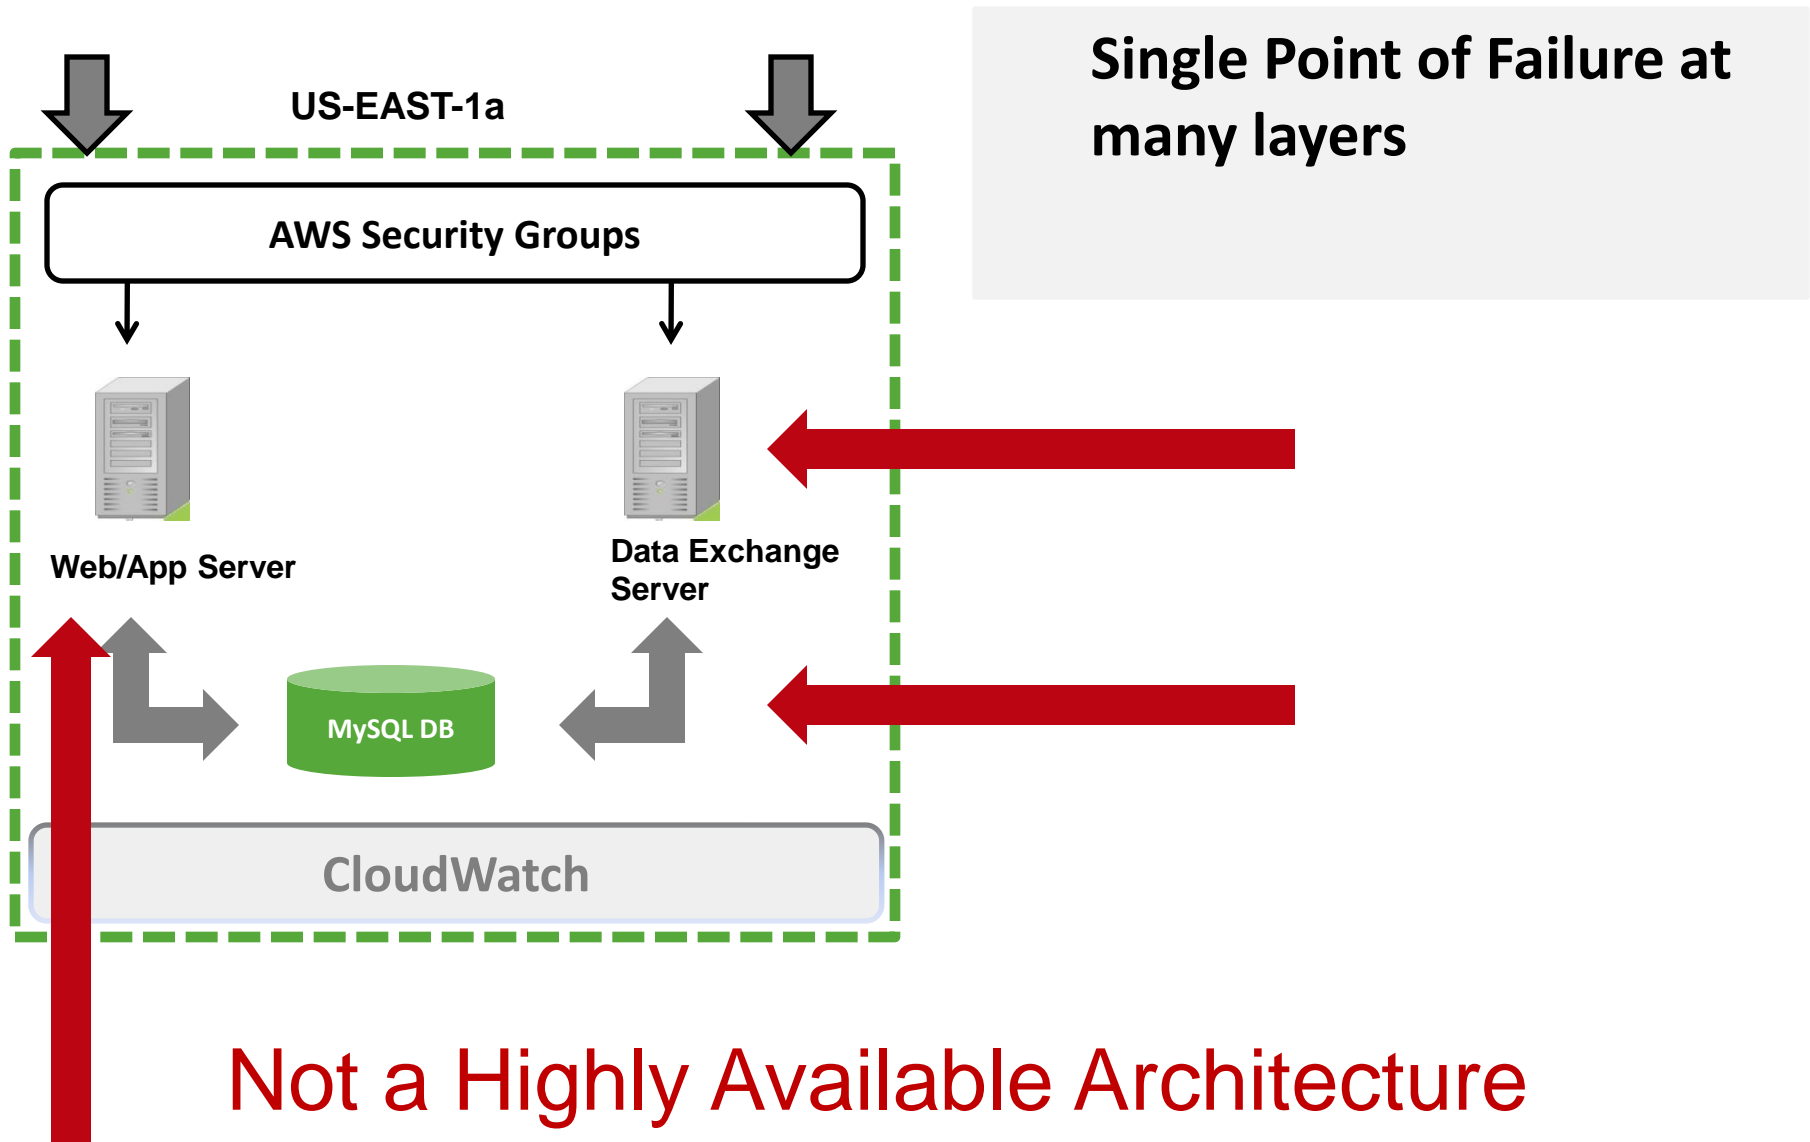 Single Point of Failure at
many layers
US-EAST-1a
AWS Security Groups
Web/App Server
Data Exchange
Server
MySQL DB
CloudWatch
Not a Highly Available Architecture